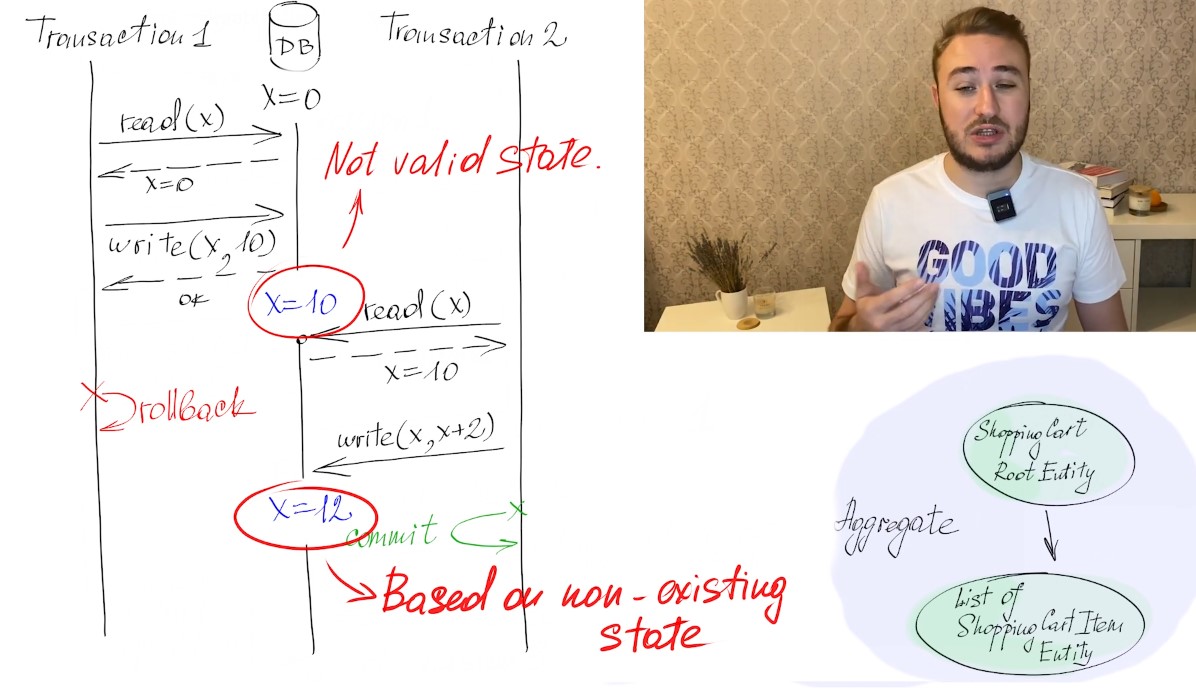 Transaction 1
DB
Transaction 2
x=0
read(x)
x=0
Not valid state.
write(x, 10)
ok
x=10
read(x)
x=10
rollback
write(x, x+2)
x=12
commit
Based on non-existing
state
GOOD
VIBES
Shopping Cart
Root Entity
Aggregate
List of
Shopping Cart Item
Entity